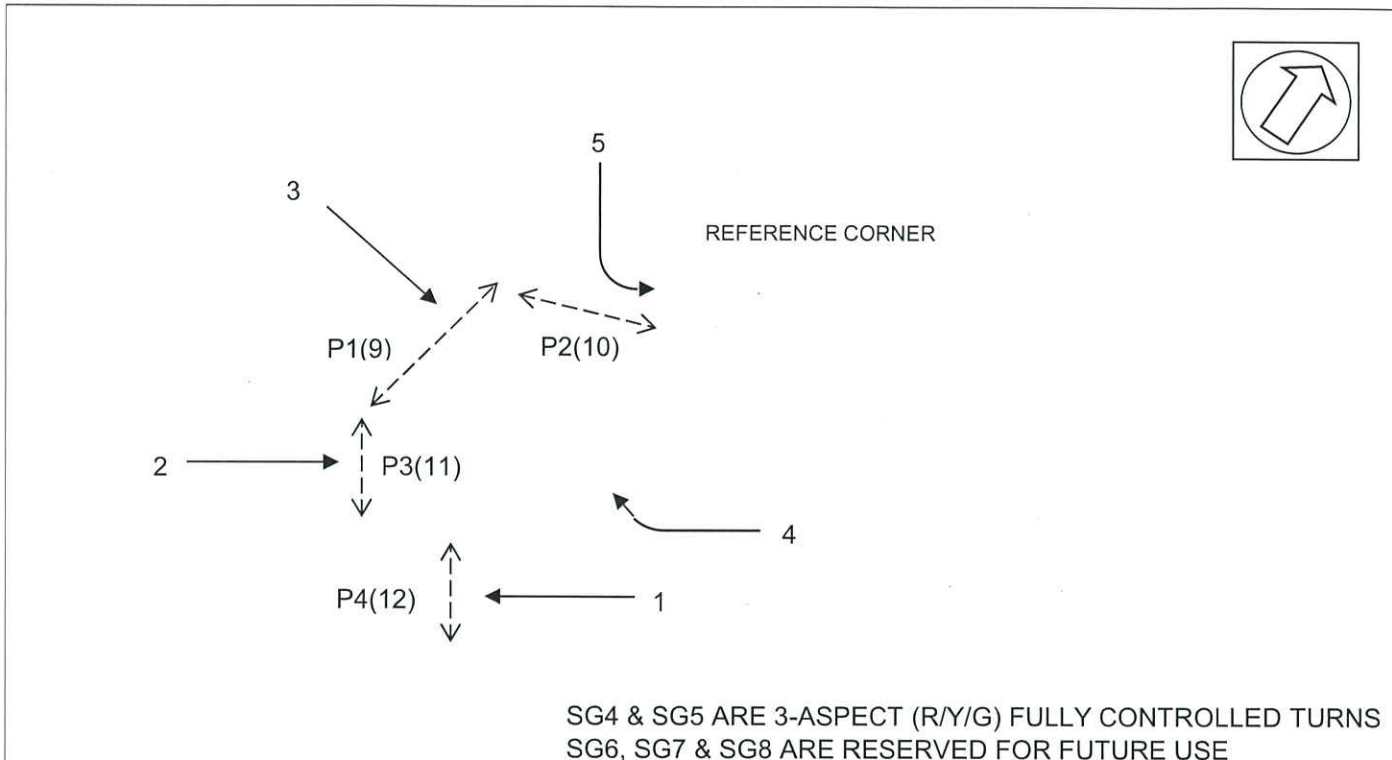 5
3
REFERENCE CORNER
P1(9)
P2(10)
2
P3(11)
4
P4(12)
1
SG4 & SG5 ARE 3-ASPECT (R/Y/G) FULLY CONTROLLED TURNS
SG6, SG7 & SG8 ARE RESERVED FOR FUTURE USE